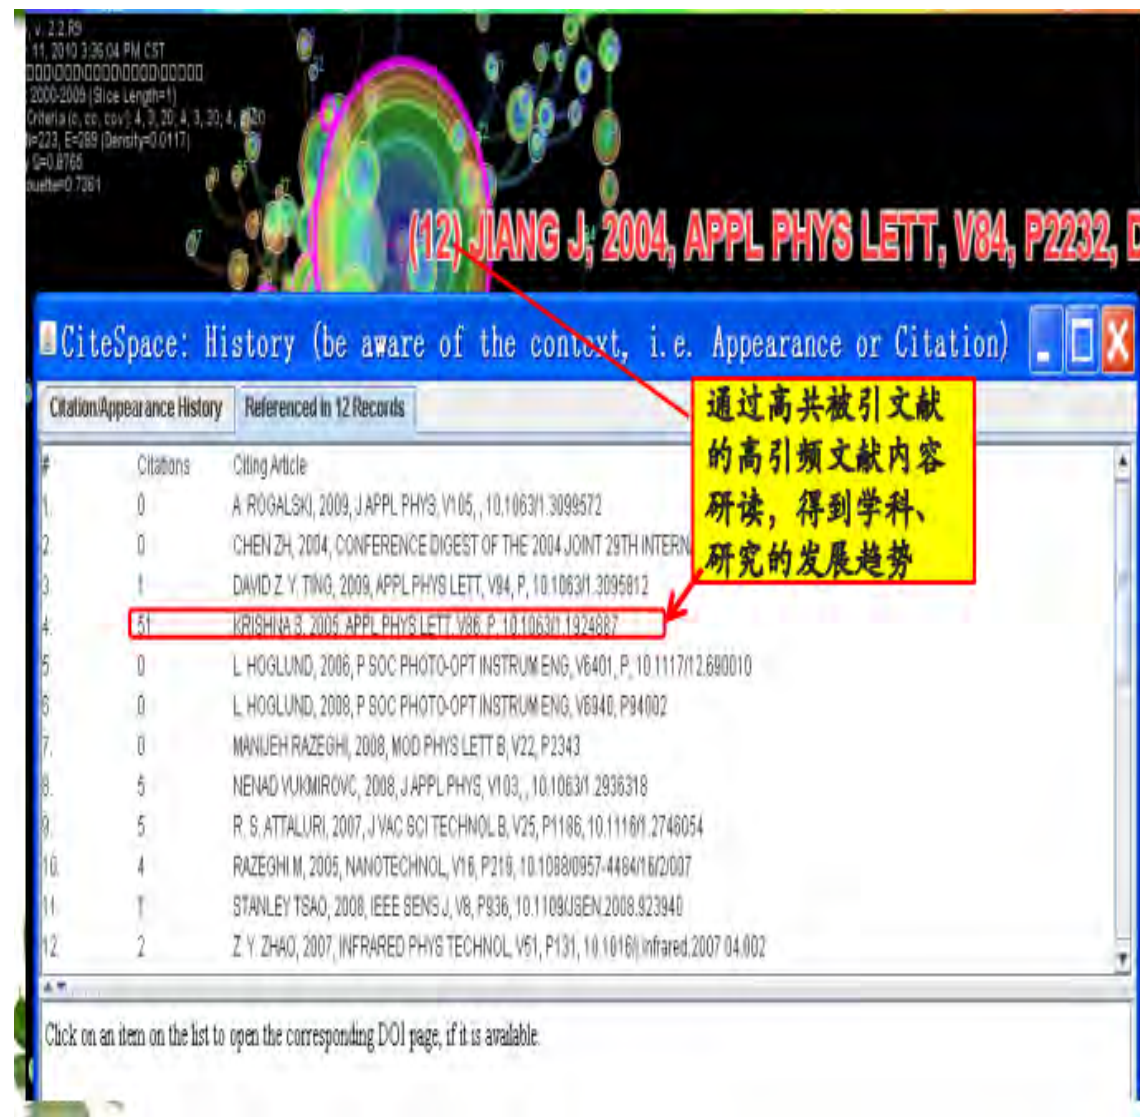 , v. 2.2.R9
11, 2010 3:36:04 PM CST
2000-2009 (Slice Length=1)
Criteria (c, cc, ccv): 4, 3, 20; 4, 3, 20; 4,
=223, E=289 (Density=0.0117)
Q=0.8766
ouette=0.7361
(12) JIANG J, 2004, APPL PHYS LETT, V84, P2232, D
CiteSpace: History (be aware of the context, i.e. Appearance or Citation)
Citation/Appearance History Referenced in 12 Records
通过高共被引文献
的高引频文献内容
研读，得到学科、
研究的发展趋势
# Citations Citing Article
1. 0 A. ROGALSKI, 2009, J APPL PHYS, V105, , 10.1063/1.3099572
2. 0 CHEN ZH, 2004, CONFERENCE DIGEST OF THE 2004 JOINT 29TH INTERN
3. 1 DAVID Z. Y. TING, 2009, APPL PHYS LETT, V94, P, 10.1063/1.3095812
4. 51 KRISHNA S, 2005, APPL PHYS LETT, V86, P, 10.1063/1.1924887
5 0 L. HOGLUND, 2006, P SOC PHOTO-OPT INSTRUM ENG, V6401, P, 10.1117/12.690010
6 0 L. HOGLUND, 2008, P SOC PHOTO-OPT INSTRUM ENG, V6940, P94002
7. 0 MANIJEH RAZEGHI, 2008, MOD PHYS LETT B, V22, P2343
8. 5 NENAD VUKMIROVC, 2008, J APPL PHYS, V103, , 10.1063/1.2936318
9. 5 R. S. ATTALURI, 2007, J VAC SCI TECHNOL B, V25, P1186, 10.1116/1.2746054
10. 4 RAZEGHI M, 2005, NANOTECHNOL, V16, P216, 10.1088/0957-4484/16/2/007
11. 1 STANLEY TSAO, 2008, IEEE SENS J, V8, P936, 10.1109/JSEN.2008.923940
12. 2 Z. Y. ZHAO, 2007, INFRARED PHYS TECHNOL, V51, P131, 10.1016/j.infrared.2007.04.002
Click on an item on the list to open the corresponding DOI page, if it is available.